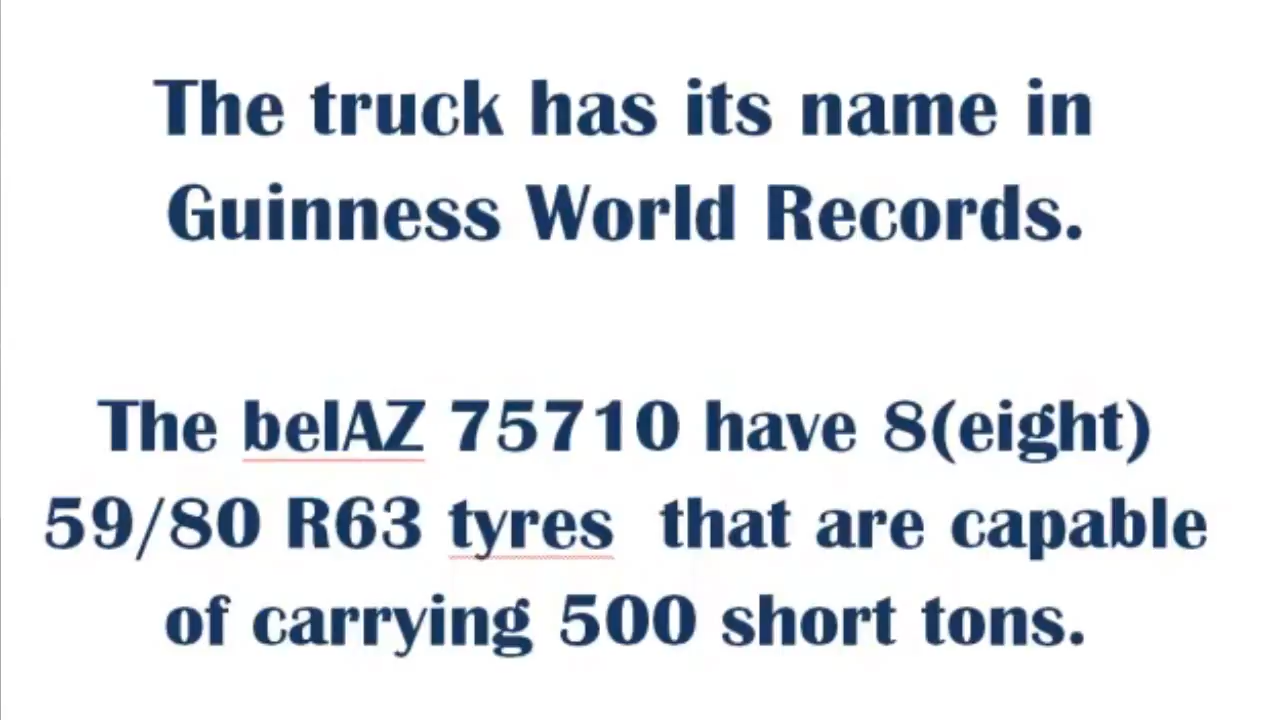 The truck has its name in
Guinness World Records.
The belAZ 75710 have 8(eight)
59/80 R63 tyres  that are capable
of carrying 500 short tons.